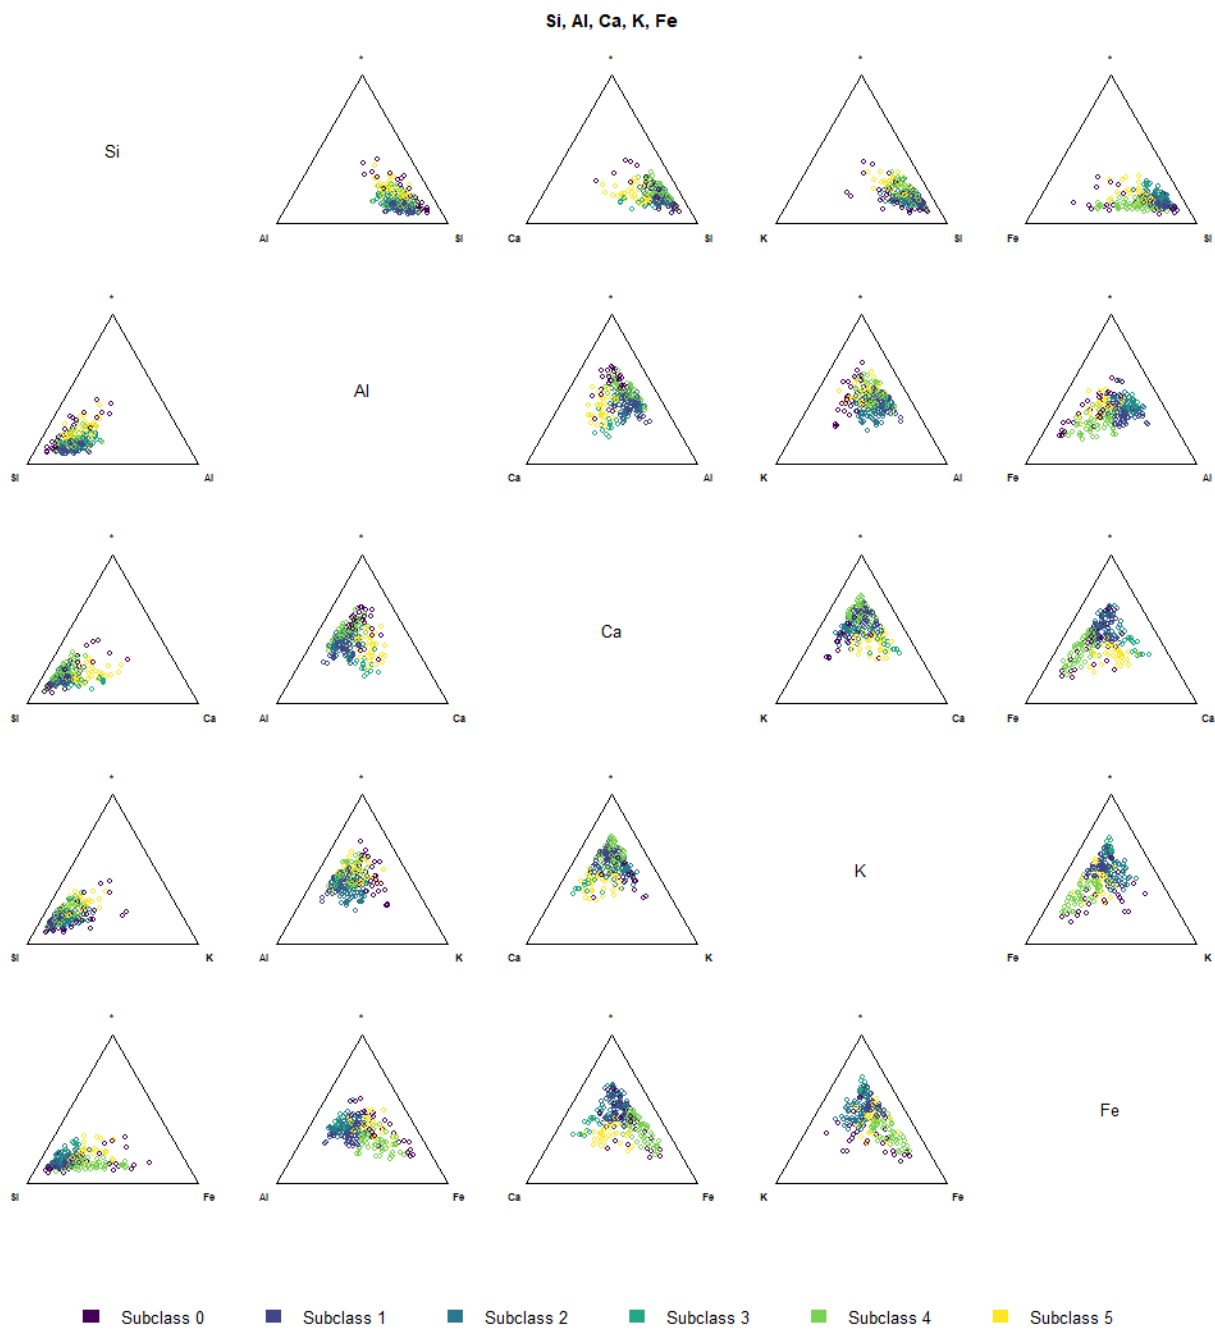 Si, Al, Ca, K, Fe
* * * *
Si
Al Si Ca Si K Si Fe Si
* * * *
Al
Si Al Ca Al K Al Fe Al
* * * *
Ca
Si Ca Al Ca K Ca Fe Ca
* * * *
K
Si K Al K Ca K Fe K
* * * *
Fe
Si Fe Al Fe Ca Fe K Fe
Subclass 0 Subclass 1 Subclass 2 Subclass 3 Subclass 4 Subclass 5